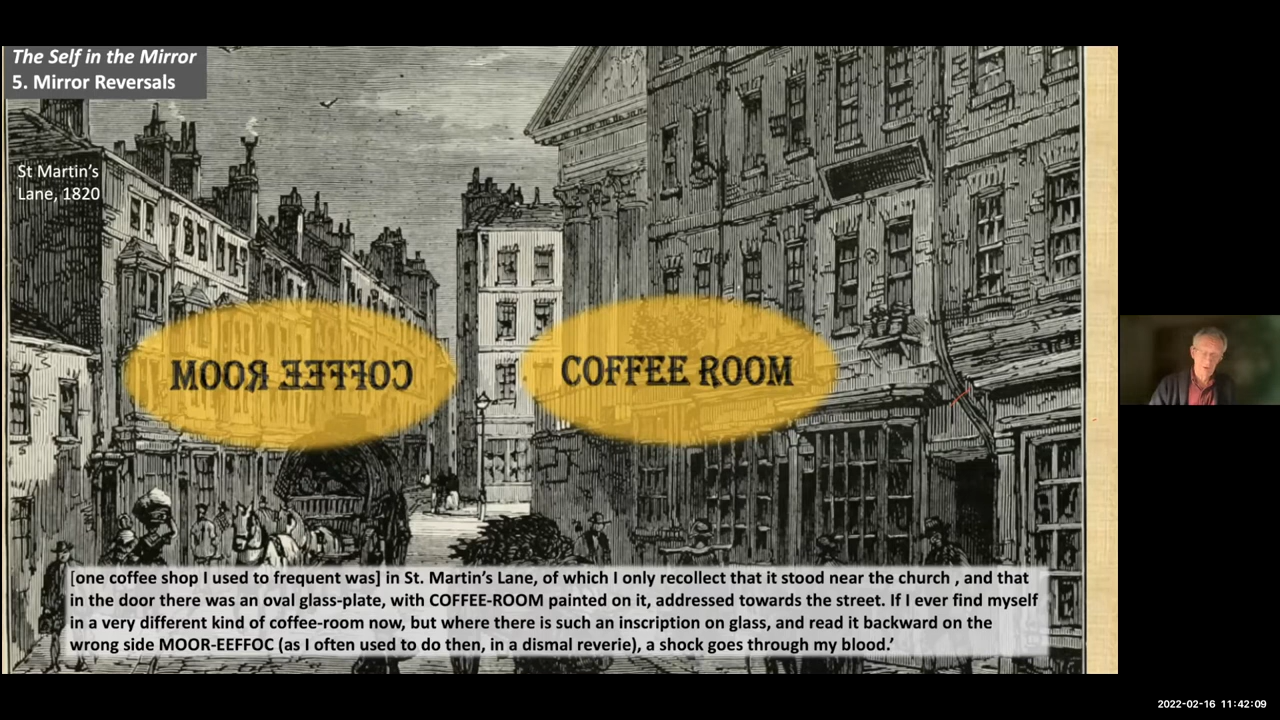 The Self in the Mirror
5. Mirror Reversals
St Martin's
Lane, 1820
MOOR EEFFOC
COFFEE ROOM
[one coffee shop I used to frequent was] in St. Martin's Lane, of which I only recollect that it stood near the church , and that
in the door there was an oval glass-plate, with COFFEE-ROOM painted on it, addressed towards the street. If I ever find myself
in a very different kind of coffee-room now, but where there is such an inscription on glass, and read it backward on the
wrong side MOOR-EEFFOC (as I often used to do then, in a dismal reverie), a shock goes through my blood.'
2022-02-16 11:42:09